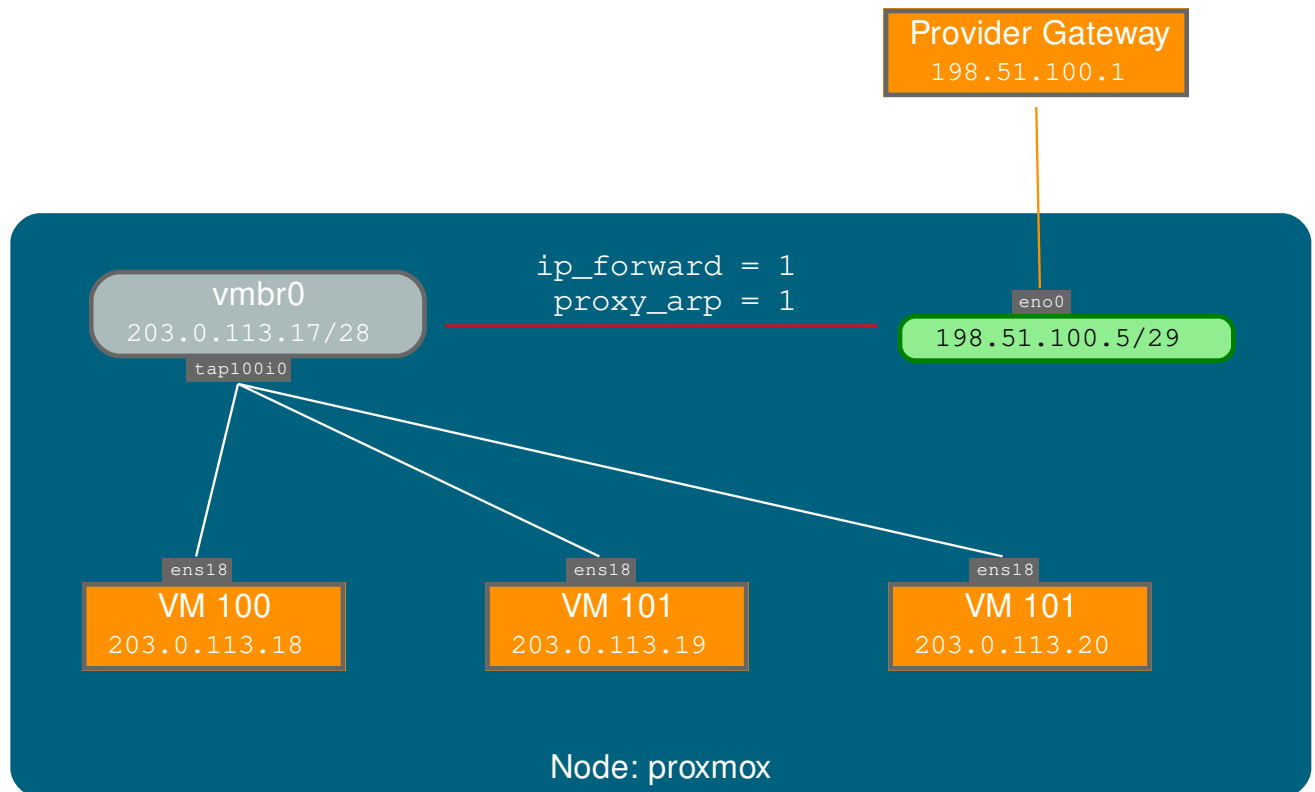 Provider Gateway
198.51.100.1
ip_forward = 1
proxy_arp = 1
vmbr0
203.0.113.17/28
tap100i0
eno0
198.51.100.5/29
ens18
VM 100
203.0.113.18
ens18
VM 101
203.0.113.19
ens18
VM 101
203.0.113.20
Node: proxmox